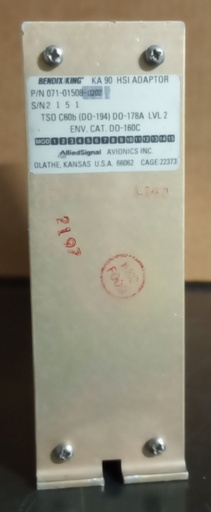 BENDIX/KING® KA 90 HSI ADAPTOR
P/N 071-01508-0202
S/N 2 1 5 1
TSO C60b (DO-194) DO-178A LVL 2
ENV. CAT. DO-160C
MOD 1 2 3 4 5 6 7 8 9 10 11 12 13 14 15
AlliedSignal AVIONICS INC.
OLATHE, KANSAS U.S.A. 66062 CAGE:22373
2197